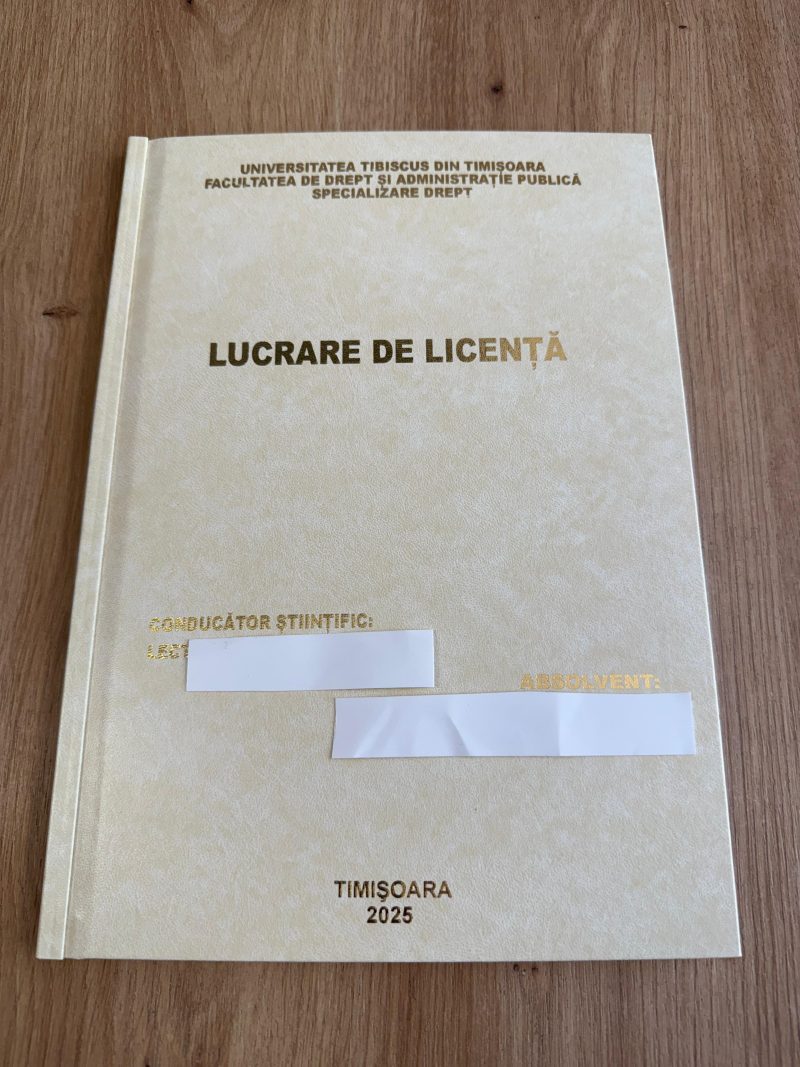 UNIVERSITATEA TIBISCUS DIN TIMIȘOARA
FACULTATEA DE DREPT ȘI ADMINISTRAȚIE PUBLICĂ
SPECIALIZARE DREPT
LUCRARE DE LICENȚĂ
CONDUCĂTOR ȘTIINȚIFIC:
LECT
ABSOLVENT:
TIMIȘOARA
2025